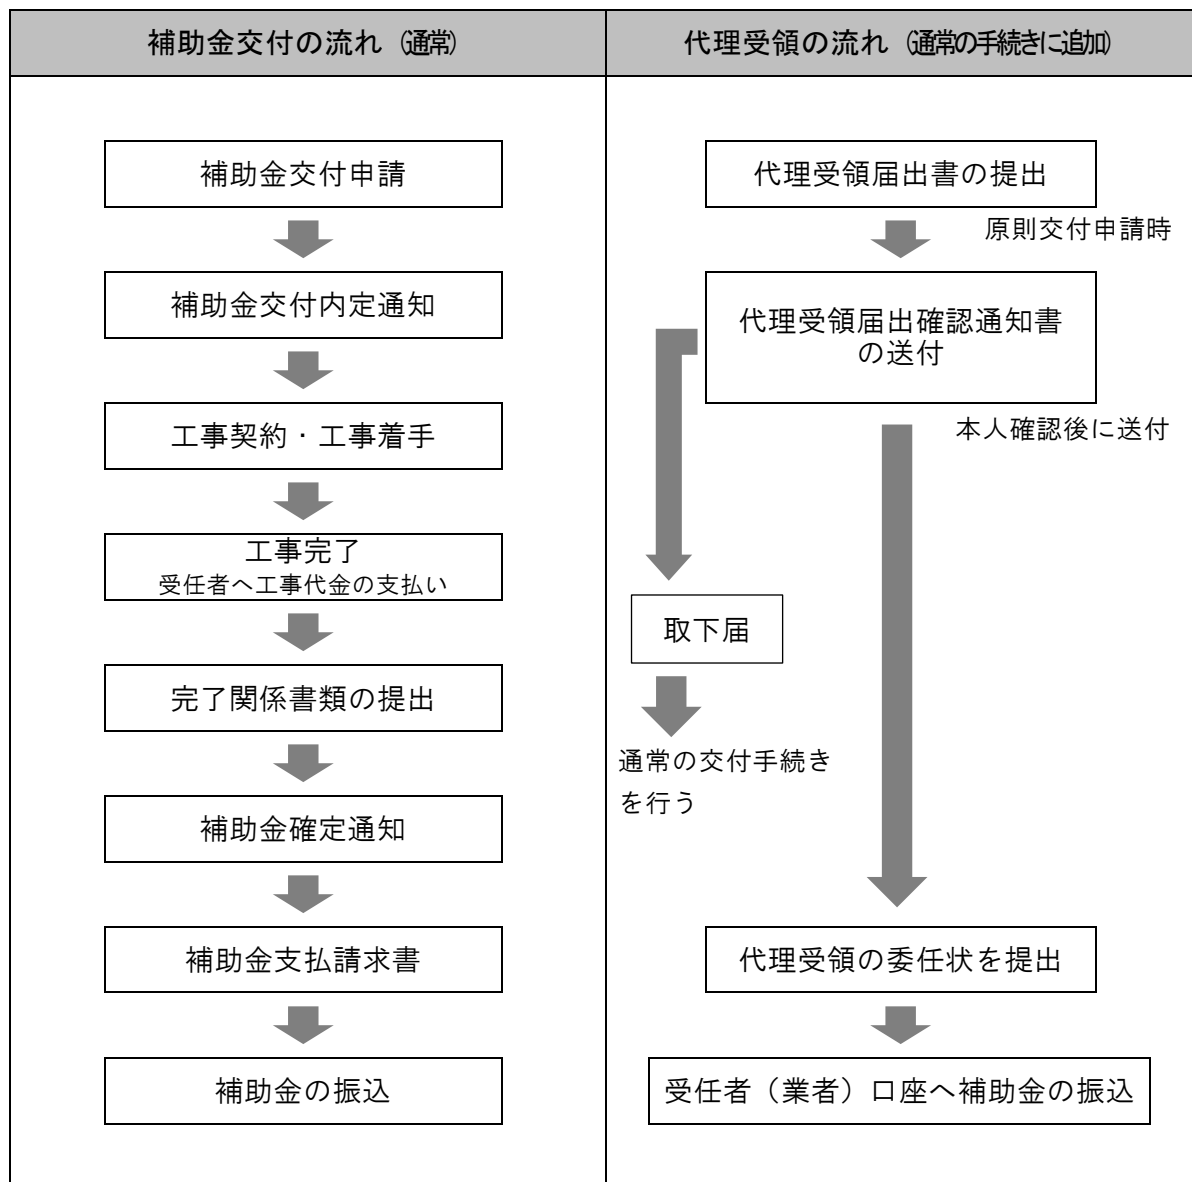 補助金交付の流れ（通常）
補助金交付申請
補助金交付内定通知
工事契約・工事着手
工事完了
受任者へ工事代金の支払い
完了関係書類の提出
補助金確定通知
補助金支払請求書
補助金の振込
代理受領の流れ（通常の手続きに追加）
代理受領届出書の提出
原則交付申請時
代理受領届出確認通知書
の送付
本人確認後に送付
取下届
通常の交付手続き
を行う
代理受領の委任状を提出
受任者（業者）口座へ補助金の振込